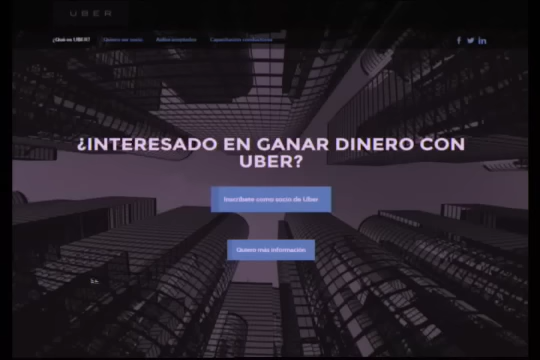 UBER
¿Qué es UBER?
Quiero ser socio
¿INTERESADO EN GANAR DINERO CON
UBER?
Inscríbete como socio de Uber
Quiero más información